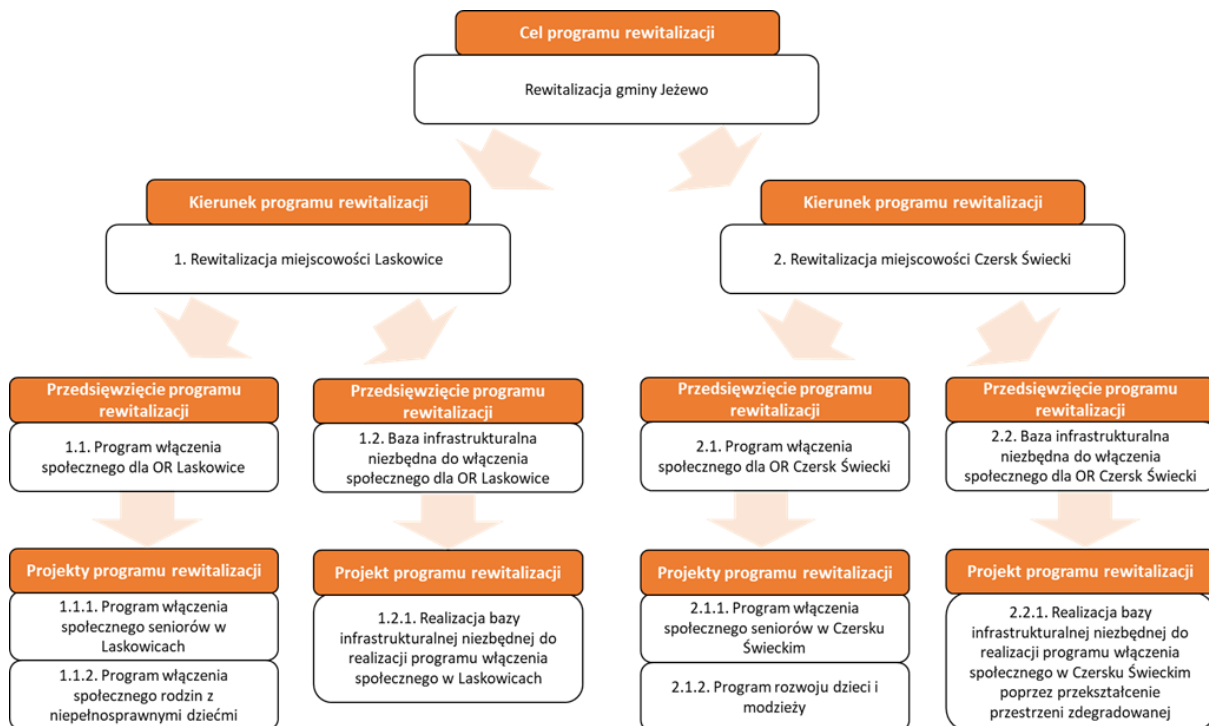 Cel programu rewitalizacji
Rewitalizacja gminy Jeżewo
Kierunek programu rewitalizacji
1. Rewitalizacja miejscowości Laskowice
Kierunek programu rewitalizacji
2. Rewitalizacja miejscowości Czersk Świecki
Przedsięwzięcie programu
rewitalizacji
1.1. Program włączenia
społecznego dla OR Laskowice
Przedsięwzięcie programu
rewitalizacji
1.2. Baza infrastrukturalna
niezbędna do włączenia
społecznego dla OR Laskowice
Przedsięwzięcie programu
rewitalizacji
2.1. Program włączenia
społecznego dla OR Czersk Świecki
Przedsięwzięcie programu
rewitalizacji
2.2. Baza infrastrukturalna
niezbędna do włączenia
społecznego dla OR Czersk Świecki
Projekty programu rewitalizacji
1.1.1. Program włączenia
społecznego seniorów w
Laskowicach
1.1.2. Program włączenia
społecznego rodzin z
niepełnosprawnymi dziećmi
Projekt programu rewitalizacji
1.2.1. Realizacja bazy
infrastrukturalnej niezbędnej do
realizacji programu włączenia
społecznego w Laskowicach
Projekty programu rewitalizacji
2.1.1. Program włączenia
społecznego seniorów w Czersku
Świeckim
2.1.2. Program rozwoju dzieci i
modzieży
Projekt programu rewitalizacji
2.2.1. Realizacja bazy
infrastrukturalnej niezbędnej do
realizacji programu włączenia
społecznego w Czersku Świeckim
poprzez przekształcenie
przestrzeni zdegradowanej